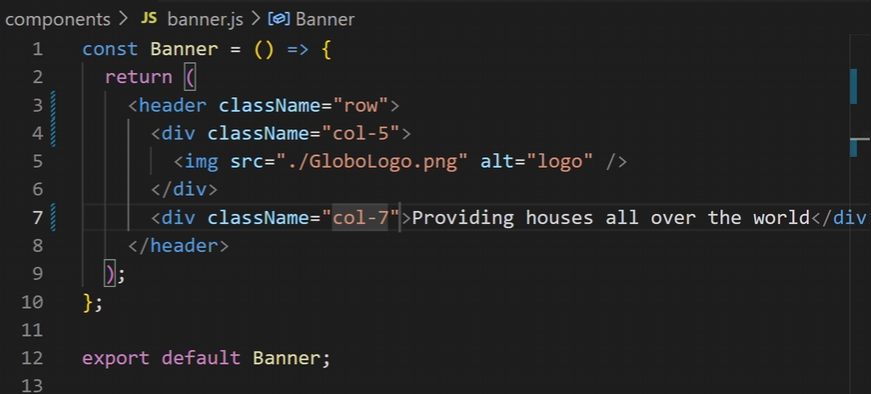 components > JS banner.js > Banner
1 const Banner = () => {
2 return (
3 <header className="row">
4 <div className="col-5">
5 <img src="./GloboLogo.png" alt="logo" />
6 </div>
7 <div className="col-7">Providing houses all over the world</div
8 </header>
9 );
10 };
11
12 export default Banner;
13